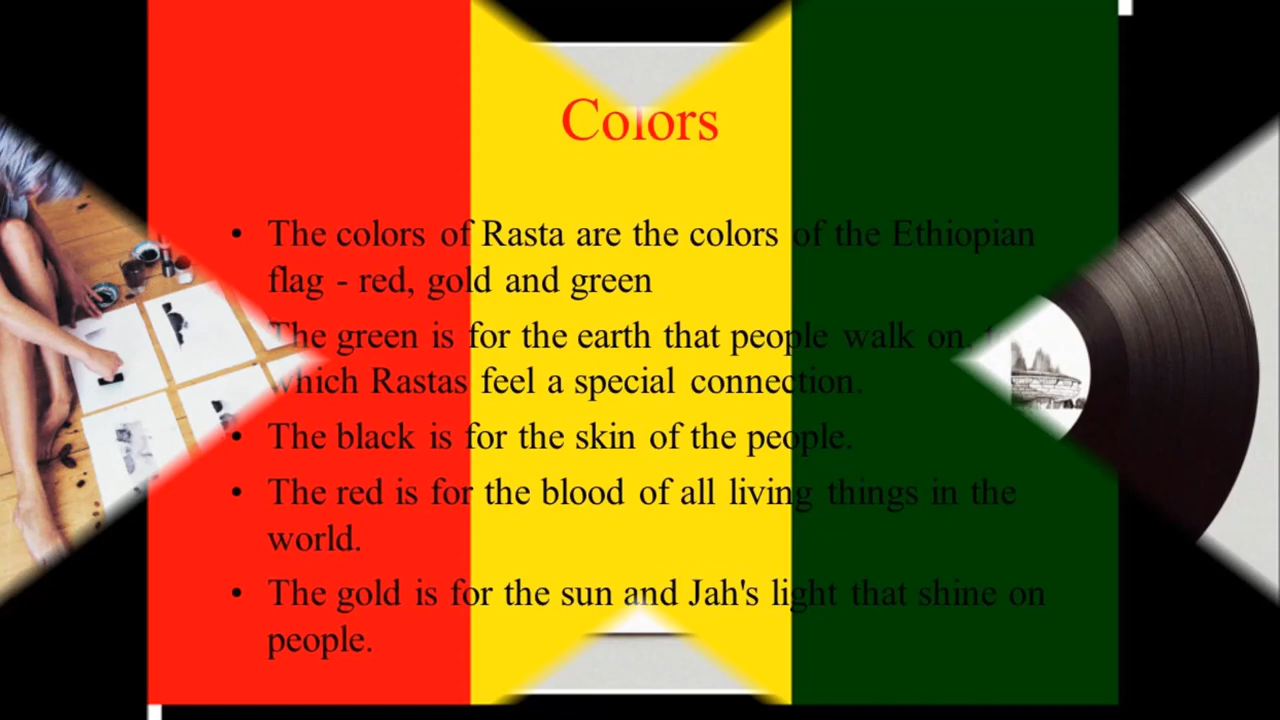 Colors
• The colors of Rasta are the colors of the Ethiopian
flag - red, gold and green
The green is for the earth that people walk on,
which Rastas feel a special connection.
• The black is for the skin of the people.
• The red is for the blood of all living things in the
world.
• The gold is for the sun and Jah's light that shine on
people.